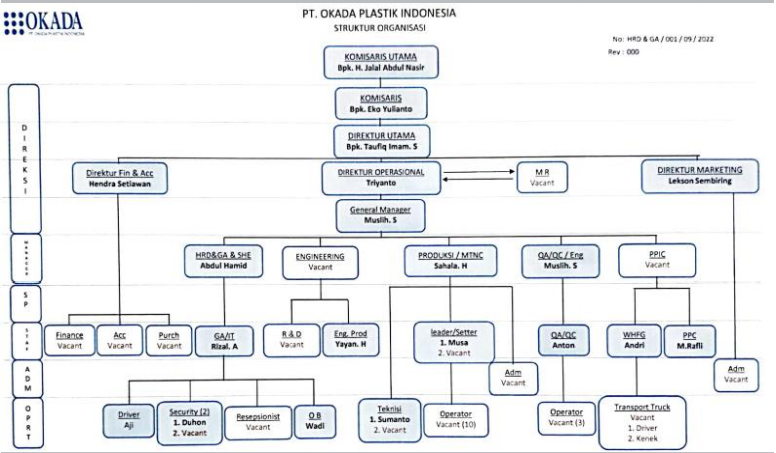 OKADA
PT. OKADA PLASTIK INDONESIA
PT. OKADA PLASTIK INDONESIA
STRUKTUR ORGANISASI
No: HRD & GA / 001 / 09 / 2022
Rev : 000
KOMISARIS UTAMA
Bpk. H. Jalal Abdul Nasir
KOMISARIS
Bpk. Eko Yulianto
DIREKTUR UTAMA
Bpk. Taufiq Imam. S
DIREKSI
Direktur Fin & Acc
Hendra Setiawan
DIREKTUR OPERASIONAL
Triyanto
M R
Vacant
DIREKTUR MARKETING
Lekson Sembiring
General Manager
Muslih. S
MANAGER
HRD&GA & SHE
Abdul Hamid
ENGINEERING
Vacant
PRODUKSI / MTNC
Sahala. H
QA/QC / Eng
Muslih. S
PPIC
Vacant
SP
STAF
Finance
Vacant
Acc
Vacant
Purch
Vacant
GA/IT
Rizal. A
R & D
Vacant
Eng. Prod
Yayan. H
leader/Setter
1. Musa
2. Vacant
QA/QC
Anton
WHFG
Andri
PPC
M.Rafli
ADM
Adm
Vacant
Adm
Vacant
OPRT
Driver
Aji
Security (2)
1. Duhon
2. Vacant
Resepsionist
Vacant
O B
Wadi
Teknisi
1. Sumanto
2. Vacant
Operator
Vacant (10)
Operator
Vacant (3)
Transport Truck
Vacant
1. Driver
2. Kenek